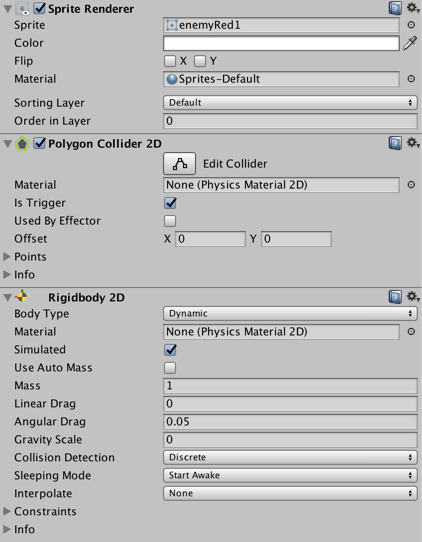 Sprite Renderer
Sprite enemyRed1
Color
Flip X Y
Material Sprites-Default
Sorting Layer Default
Order in Layer 0
Polygon Collider 2D
Edit Collider
Material None (Physics Material 2D)
Is Trigger
Used By Effector
Offset X 0 Y 0
Points
Info
Rigidbody 2D
Body Type Dynamic
Material None (Physics Material 2D)
Simulated
Use Auto Mass
Mass 1
Linear Drag 0
Angular Drag 0.05
Gravity Scale 0
Collision Detection Discrete
Sleeping Mode Start Awake
Interpolate None
Constraints
Info